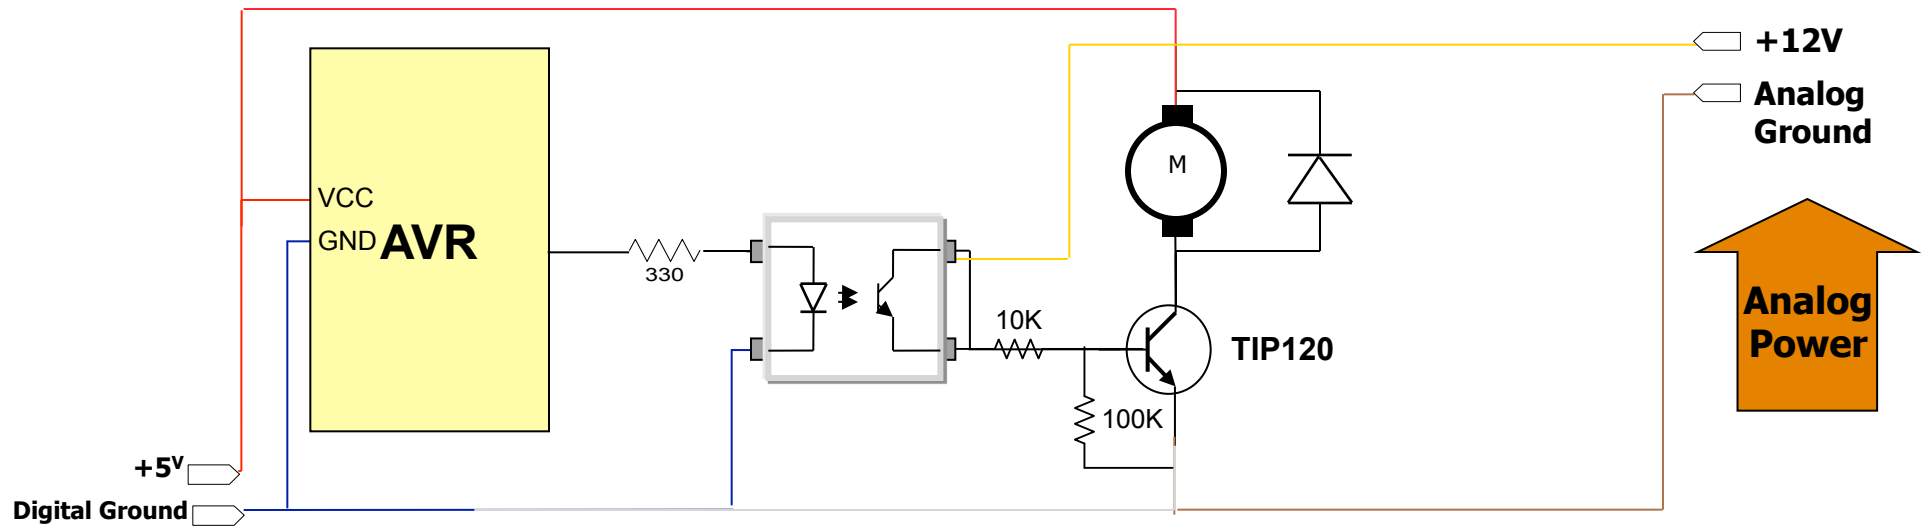 +12V
Analog
Ground
M
VCC
GND
AVR
330
10K
TIP120
100K
Analog
Power
+5V
Digital Ground